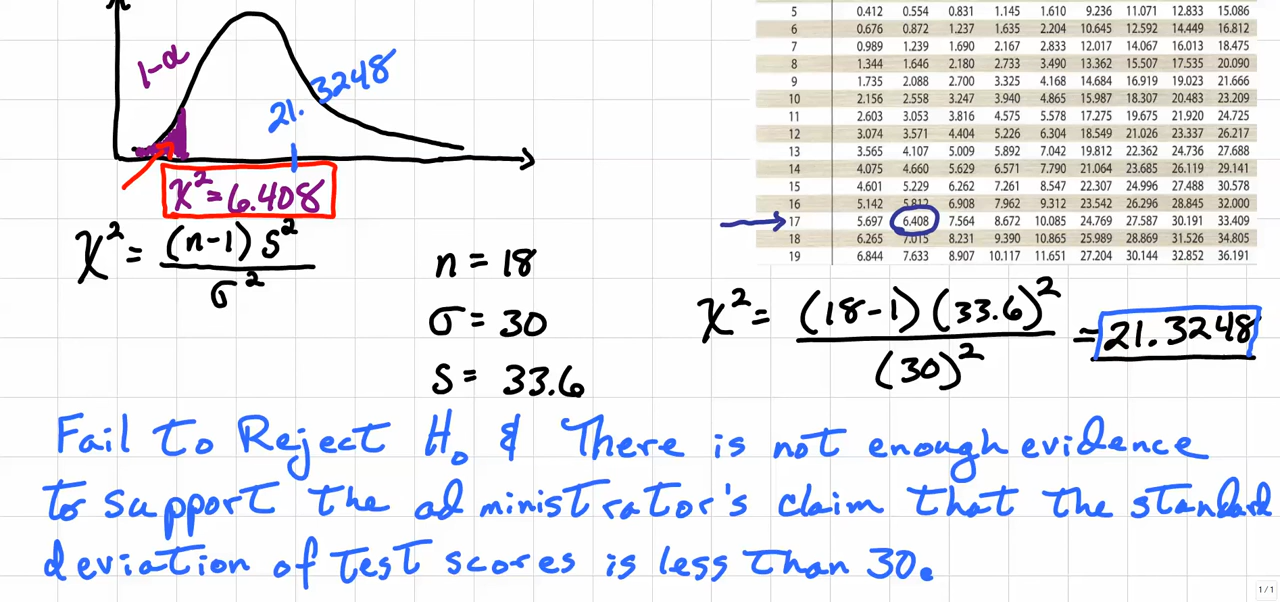 1-α
21.3248
χ²=6.408
5 0.412 0.554 0.831 1.145 1.610 9.236 11.071 12.833 15.086
6 0.676 0.872 1.237 1.635 2.204 10.645 12.592 14.449 16.812
7 0.989 1.239 1.690 2.167 2.833 12.017 14.067 16.013 18.475
8 1.344 1.646 2.180 2.733 3.490 13.362 15.507 17.535 20.090
9 1.735 2.088 2.700 3.325 4.168 14.684 16.919 19.023 21.666
10 2.156 2.558 3.247 3.940 4.865 15.987 18.307 20.483 23.209
11 2.603 3.053 3.816 4.575 5.578 17.275 19.675 21.920 24.725
12 3.074 3.571 4.404 5.226 6.304 18.549 21.026 23.337 26.217
13 3.565 4.107 5.009 5.892 7.042 19.812 22.362 24.736 27.688
14 4.075 4.660 5.629 6.571 7.790 21.064 23.685 26.119 29.141
15 4.601 5.229 6.262 7.261 8.547 22.307 24.996 27.488 30.578
16 5.142 5.812 6.908 7.962 9.312 23.542 26.296 28.845 32.000
17 5.697 6.408 7.564 8.672 10.085 24.769 27.587 30.191 33.409
18 6.265 7.015 8.231 9.390 10.865 25.989 28.869 31.526 34.805
19 6.844 7.633 8.907 10.117 11.651 27.204 30.144 32.852 36.191
χ² = (n-1) s² / σ²
n = 18
σ = 30
s = 33.6
χ² = (18-1)(33.6)² / (30)² = 21.3248
Fail to Reject H₀ & There is not enough evidence
to support the administrator's claim that the standard
deviation of test scores is less than 30.
1/1